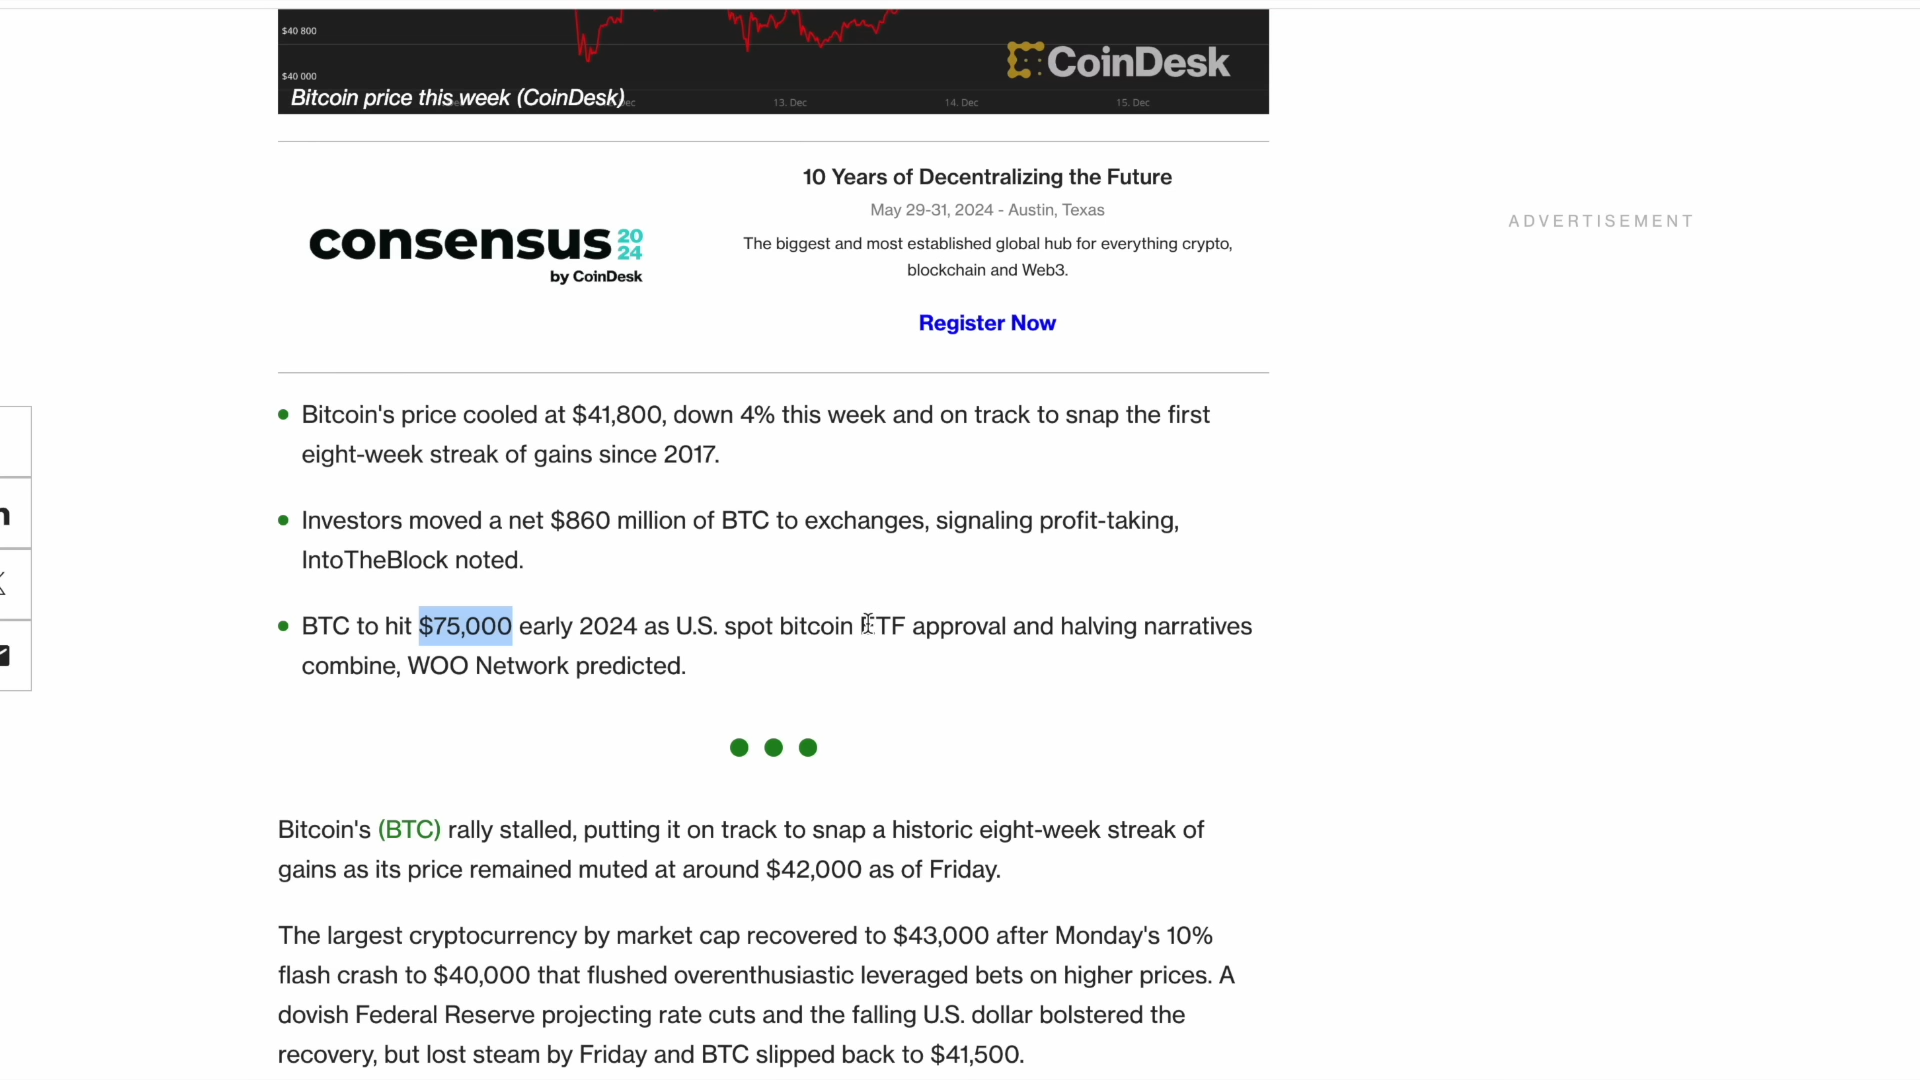 $40 800
CoinDesk
$40 000
Bitcoin price this week (CoinDesk)
13. Dec
14. Dec
15. Dec
10 Years of Decentralizing the Future
May 29-31, 2024 - Austin, Texas
ADVERTISEMENT
consensus 20
24
by CoinDesk
The biggest and most established global hub for everything crypto,
blockchain and Web3.
Register Now
Bitcoin's price cooled at $41,800, down 4% this week and on track to snap the first
eight-week streak of gains since 2017.
Investors moved a net $860 million of BTC to exchanges, signaling profit-taking,
IntoTheBlock noted.
BTC to hit $75,000 early 2024 as U.S. spot bitcoin ETF approval and halving narratives
combine, WOO Network predicted.
Bitcoin's (BTC) rally stalled, putting it on track to snap a historic eight-week streak of
gains as its price remained muted at around $42,000 as of Friday.
The largest cryptocurrency by market cap recovered to $43,000 after Monday's 10%
flash crash to $40,000 that flushed overenthusiastic leveraged bets on higher prices. A
dovish Federal Reserve projecting rate cuts and the falling U.S. dollar bolstered the
recovery, but lost steam by Friday and BTC slipped back to $41,500.